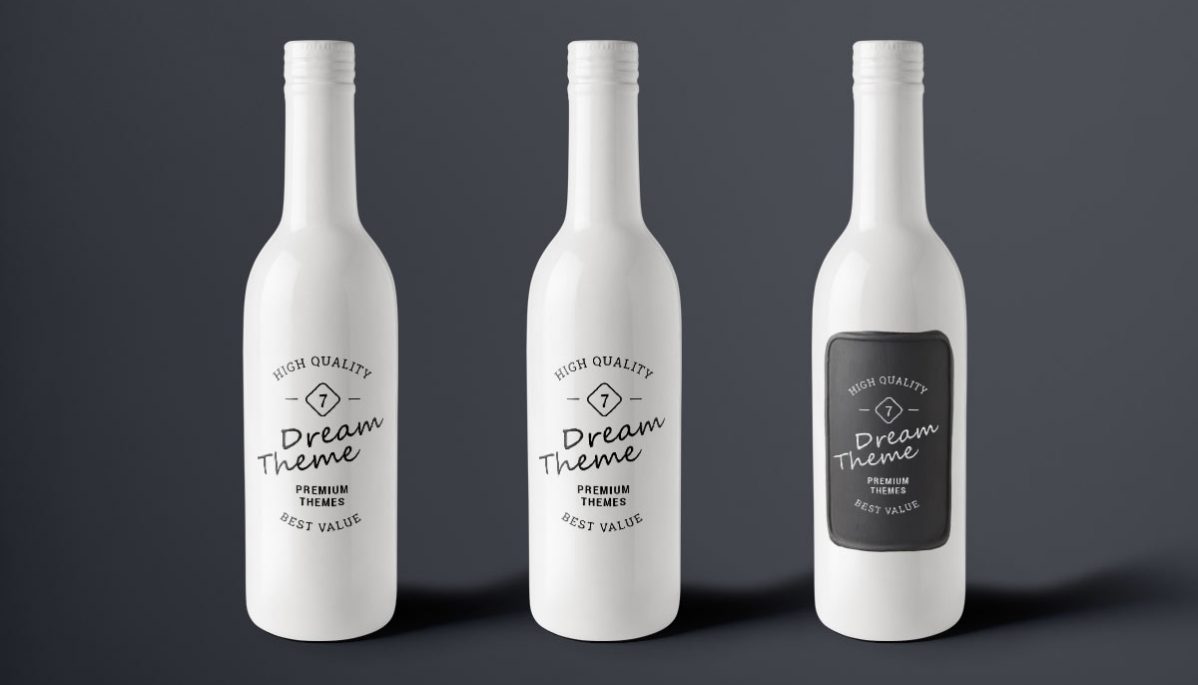 HIGH QUALITY
7
Dream
Theme
PREMIUM
THEMES
BEST VALUE
HIGH QUALITY
7
Dream
Theme
PREMIUM
THEMES
BEST VALUE
HIGH QUALITY
7
Dream
Theme
PREMIUM
THEMES
BEST VALUE